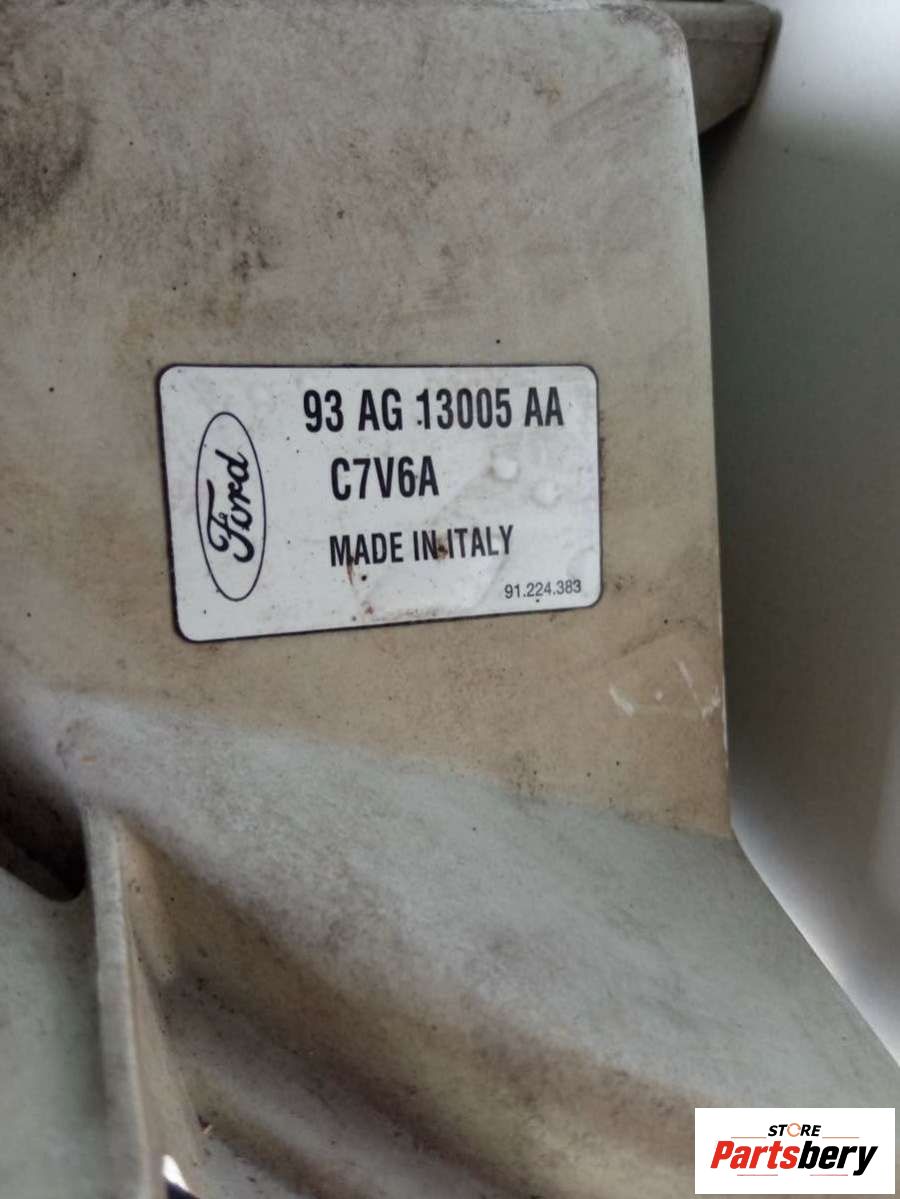 93 AG 13005 AA
C7V6A
MADE IN ITALY
91.224.383
Ford
STORE
Partsbery